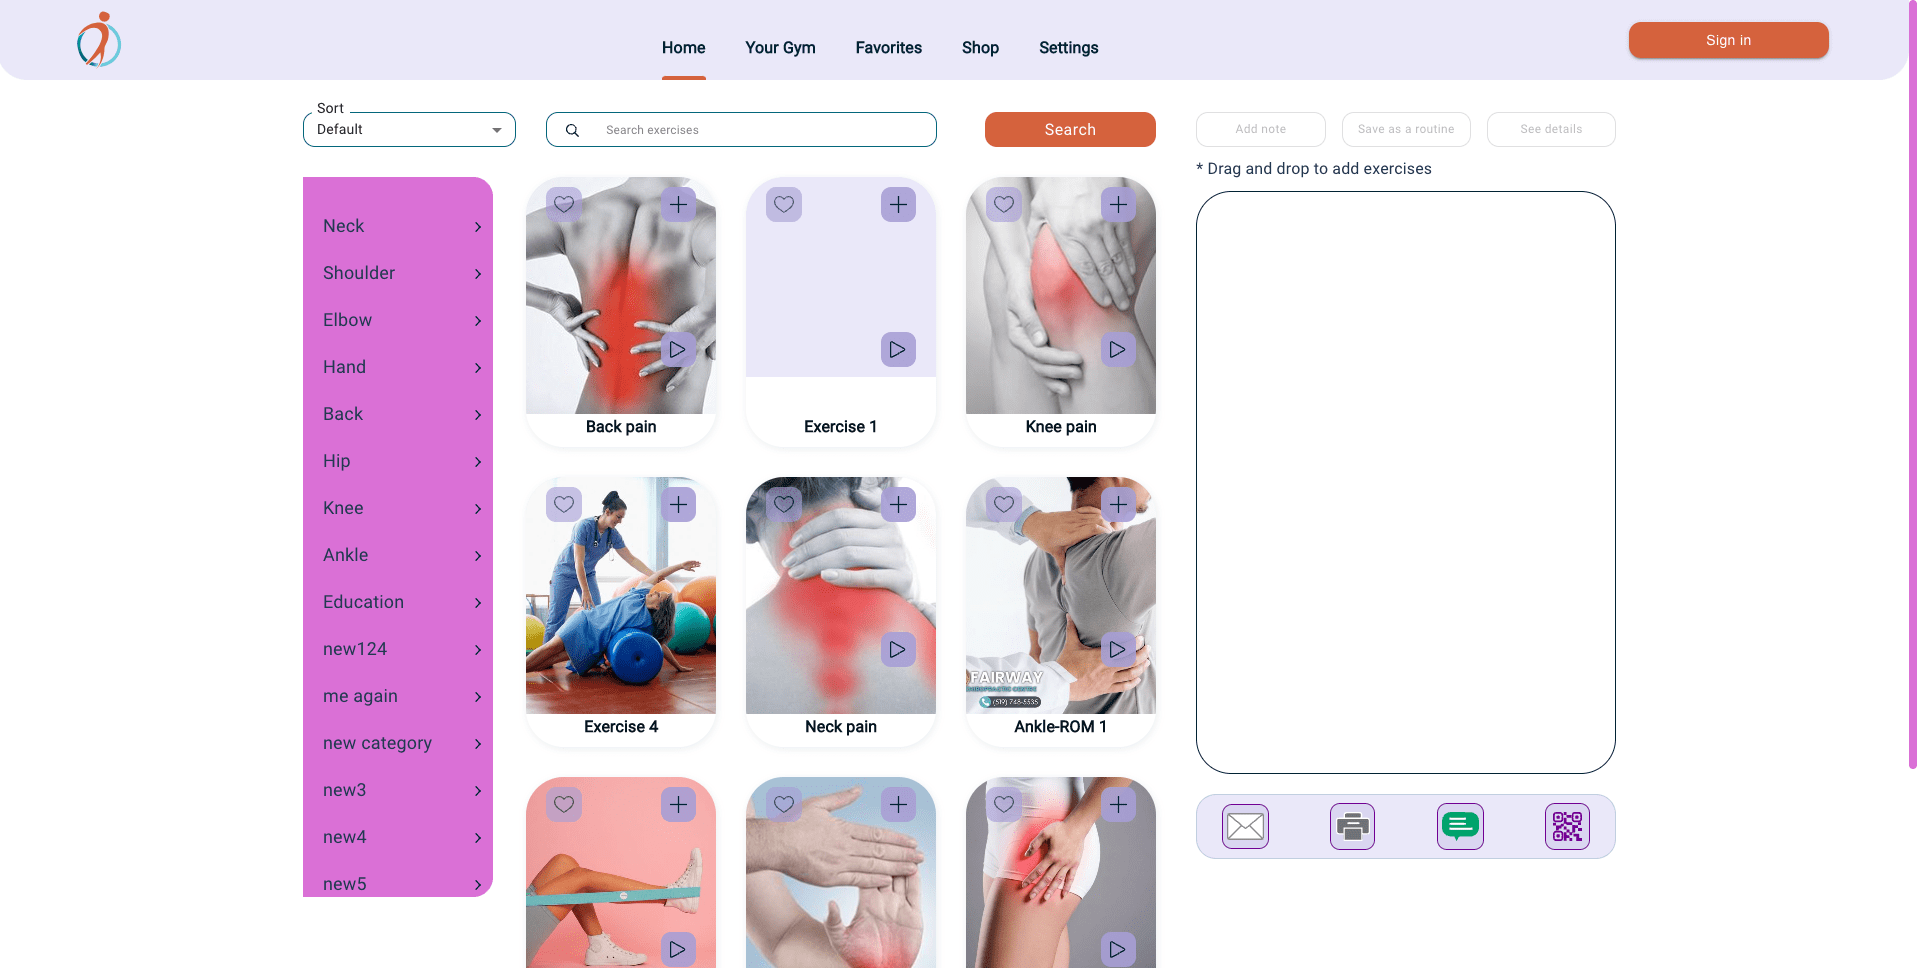 Home
Your Gym
Favorites
Shop
Settings
Sign in
Sort
Default
Search exercises
Search
Add note
Save as a routine
See details
* Drag and drop to add exercises
Neck
Shoulder
Elbow
Hand
Back
Hip
Knee
Ankle
Education
new124
me again
new category
new3
new4
new5
Back pain
Exercise 1
Knee pain
Exercise 4
Neck pain
FAIRWAY
CHIROPRACTIC CENTRE
(519) 748-5535
Ankle-ROM 1